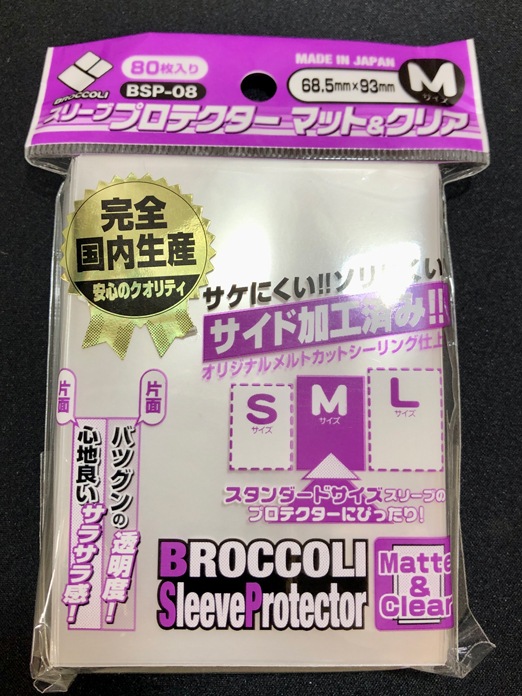 BROCCOLI
80枚入り
BSP-08
MADE IN JAPAN
68.5mm×93mm
M
サイズ
スリーブプロテクター マット&クリア
完全
国内生産
安心のクオリティ
サケにくい!!ソリ くい
サイド加工済み!!
オリジナルメルトカットシーリング仕上
S
サイズ
M
サイズ
L
サイズ
スタンダードサイズスリーブの
プロテクターにぴったり!
片面
バツグンの透明度!
片面
心地良いサラサラ感!
BROCCOLI
SleeveProtector
Matte
&
Clear